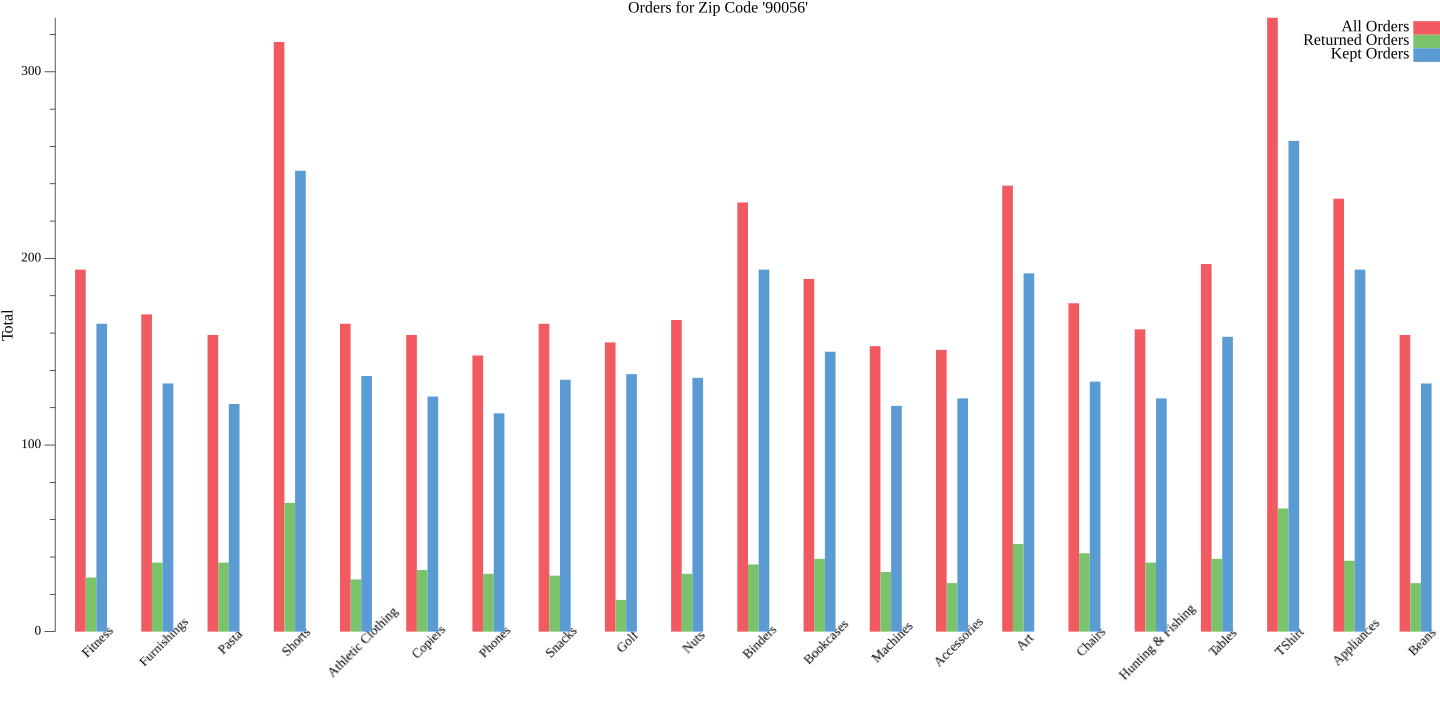 Orders for Zip Code '90056'
All Orders
Returned Orders
Kept Orders
Total
300
200
100
0
Fitness
Furnishings
Pasta
Shorts
Athletic Clothing
Copiers
Phones
Snacks
Golf
Nuts
Binders
Bookcases
Machines
Accessories
Art
Chairs
Hunting & Fishing
Tables
TShirt
Appliances
Beans